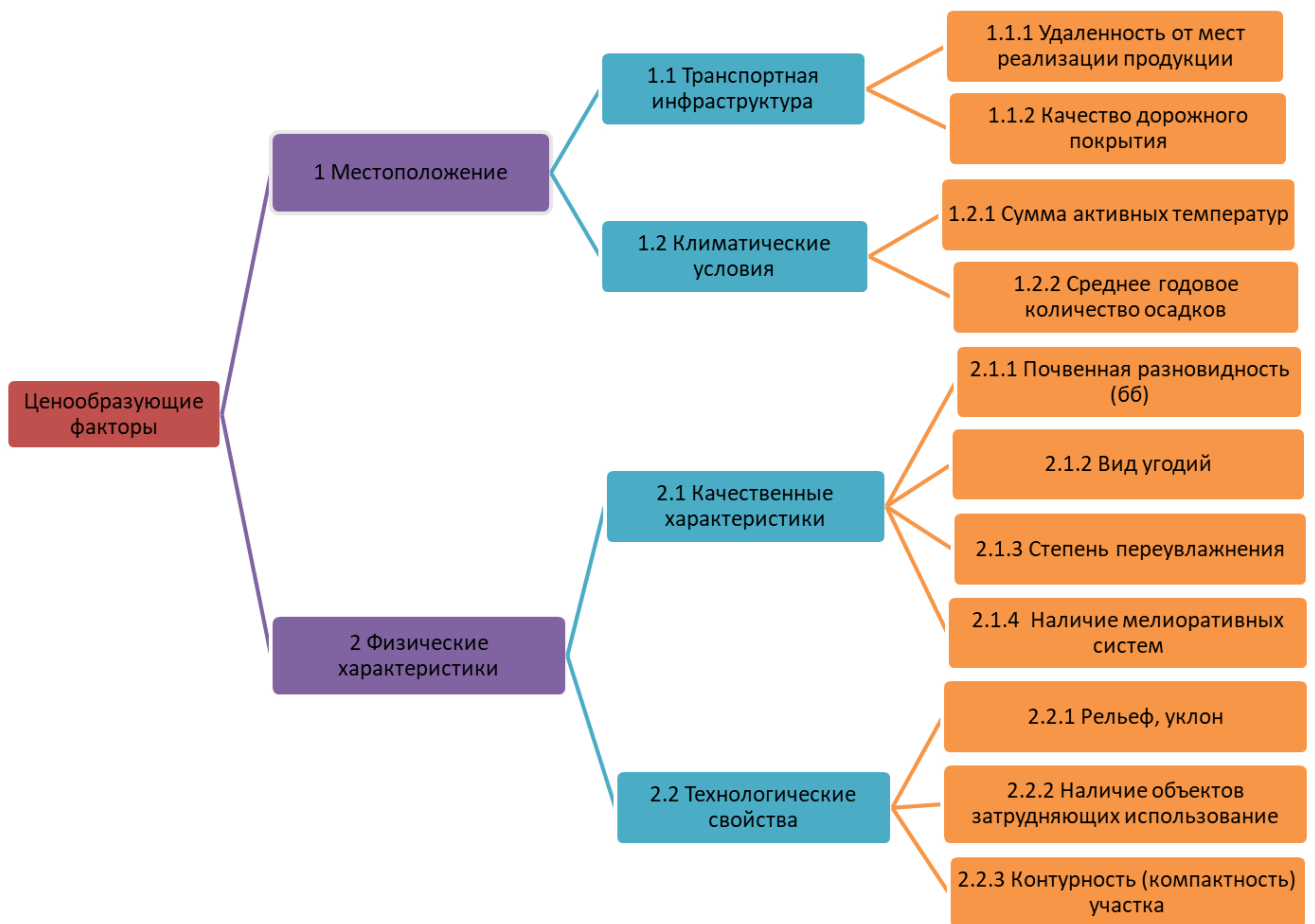 Ценообразующие
факторы
1 Местоположение
1.1 Транспортная
инфраструктура
1.1.1 Удаленность от мест
реализации продукции
1.1.2 Качество дорожного
покрытия
1.2 Климатические
условия
1.2.1 Сумма активных температур
1.2.2 Среднее годовое
количество осадков
2 Физические
характеристики
2.1 Качественные
характеристики
2.1.1 Почвенная разновидность
(бб)
2.1.2 Вид угодий
2.1.3 Степень переувлажнения
2.1.4 Наличие мелиоративных
систем
2.2 Технологические
свойства
2.2.1 Рельеф, уклон
2.2.2 Наличие объектов
затрудняющих использование
2.2.3 Контурность (компактность)
участка